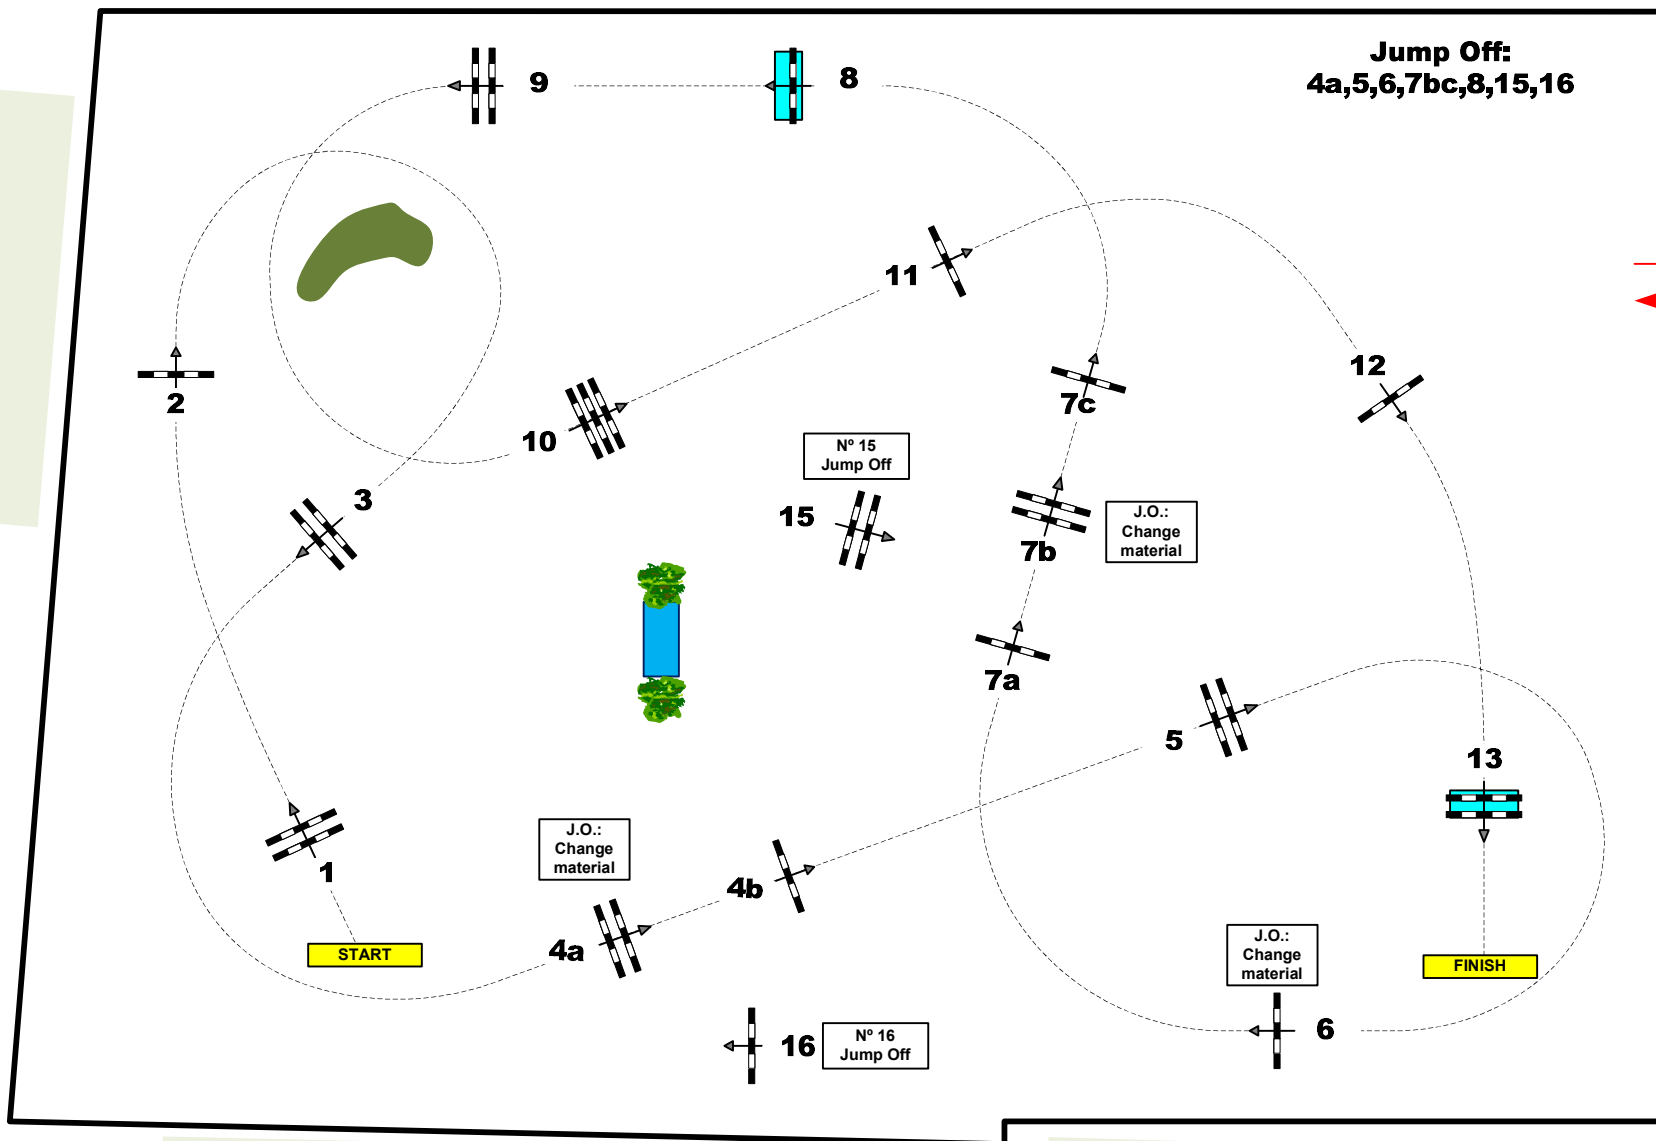 Jump Off:
4a,5,6,7bc,8,15,16
9
8
11
12
2
7c
10
Nº 15
Jump Off
3
15
7b
J.O.:
Change
material
7a
5
13
J.O.:
Change
material
1
4b
4a
START
J.O.:
Change
material
FINISH
6
16
Nº 16
Jump Off